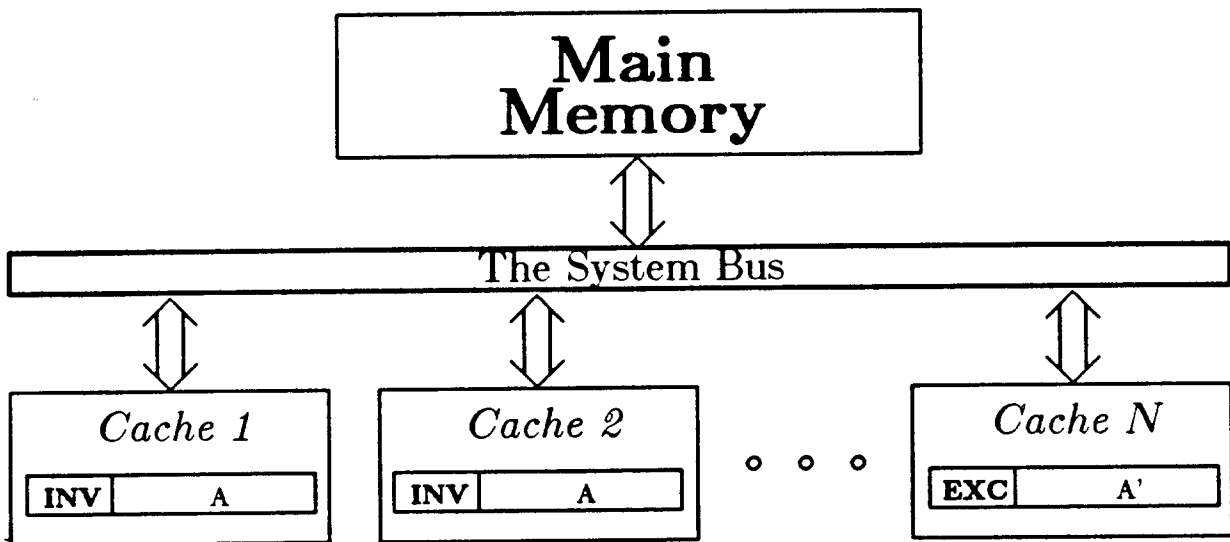 Main
Memory
The System Bus
Cache 1
Cache 2
Cache N
INV A
INV A
EXC A'